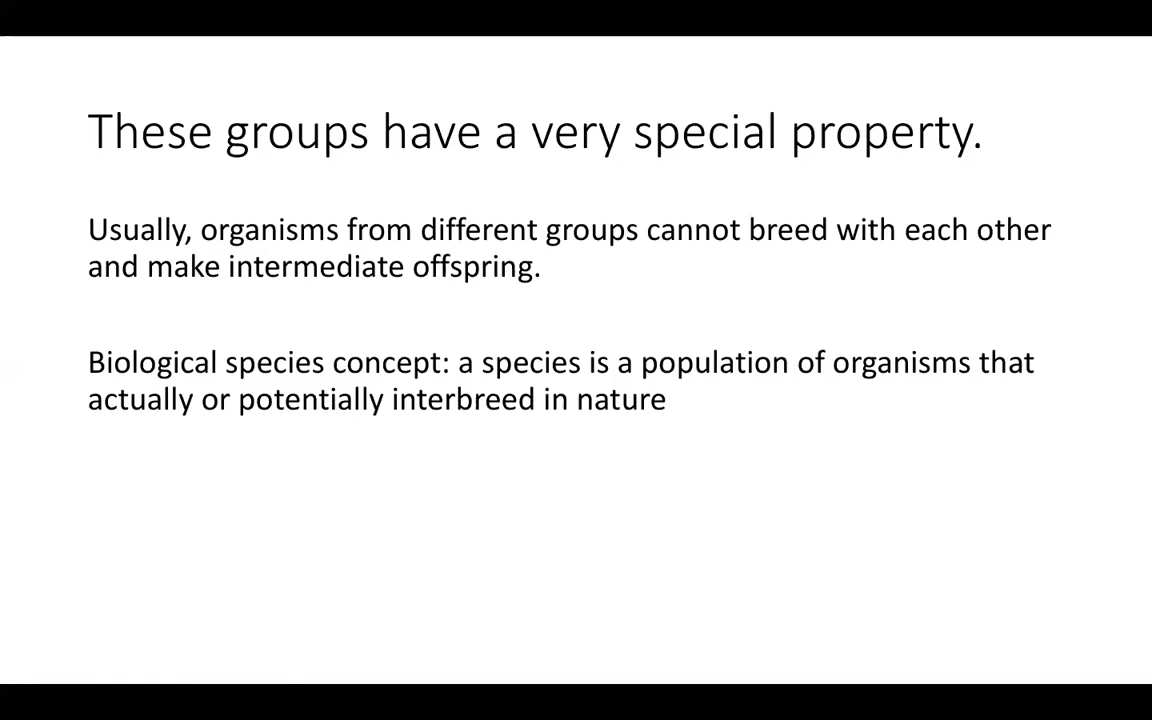 These groups have a very special property.
Usually, organisms from different groups cannot breed with each other
and make intermediate offspring.
Biological species concept: a species is a population of organisms that
actually or potentially interbreed in nature